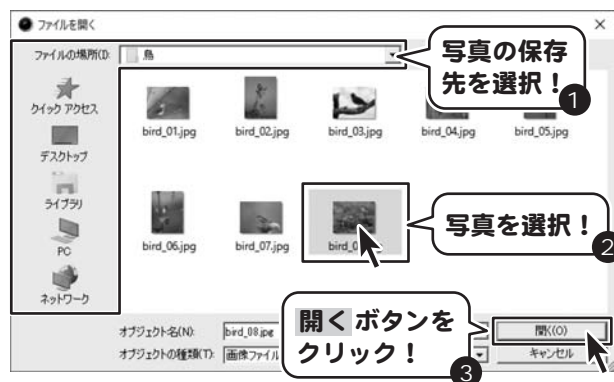 ファイルを開く
ファイルの場所(I):
鳥
写真の保存
先を選択！
1
クイック アクセス
デスクトップ
ライブラリ
PC
ネットワーク
bird_01.jpg
bird_02.jpg
bird_03.jpg
bird_04.jpg
bird_05.jpg
bird_06.jpg
bird_07.jpg
bird_0
写真を選択！
2
オブジェクト名(N):
bird_08.jpg
開く(O)
オブジェクトの種類(T):
画像ファイル
キャンセル
開く ボタンを
クリック！
3